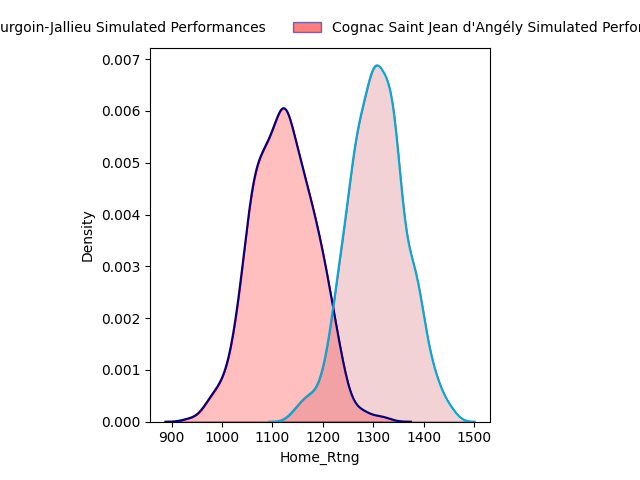 urgoin-Jallieu Simulated Performances Cognac Saint Jean d'Angély Simulated Perfo
0.007
0.006
0.005
0.004
0.003
0.002
0.001
0.000
Density
900 1000 1100 1200 1300 1400 1500
Home_Rtng